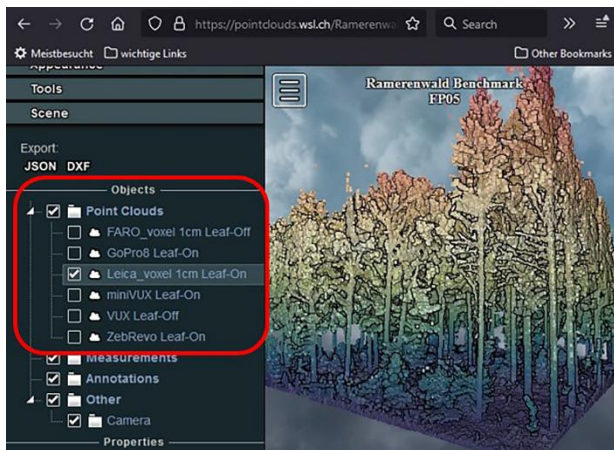 https://pointclouds.wsl.ch/Ramerenwa
Search
Meistbesucht wichtige Links Other Bookmarks
Appearance
Tools
Scene
Export:
JSON DXF
Objects
Point Clouds
FARO_voxel 1cm Leaf-Off
GoPro8 Leaf-On
Leica_voxel 1cm Leaf-On
miniVUX Leaf-On
VUX Leaf-Off
ZebRevo Leaf-On
Measurements
Annotations
Other
Camera
Properties
Ramerenwald Benchmark
FP05